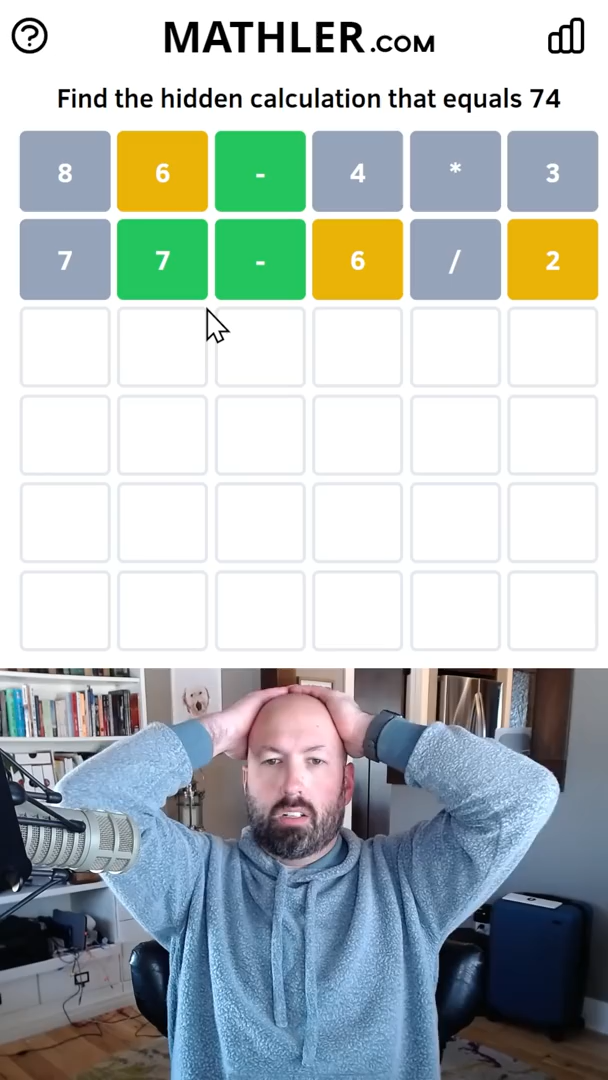 ?
MATHLER.COM
Find the hidden calculation that equals 74
8 6 - 4 * 3
7 7 - 6 / 2